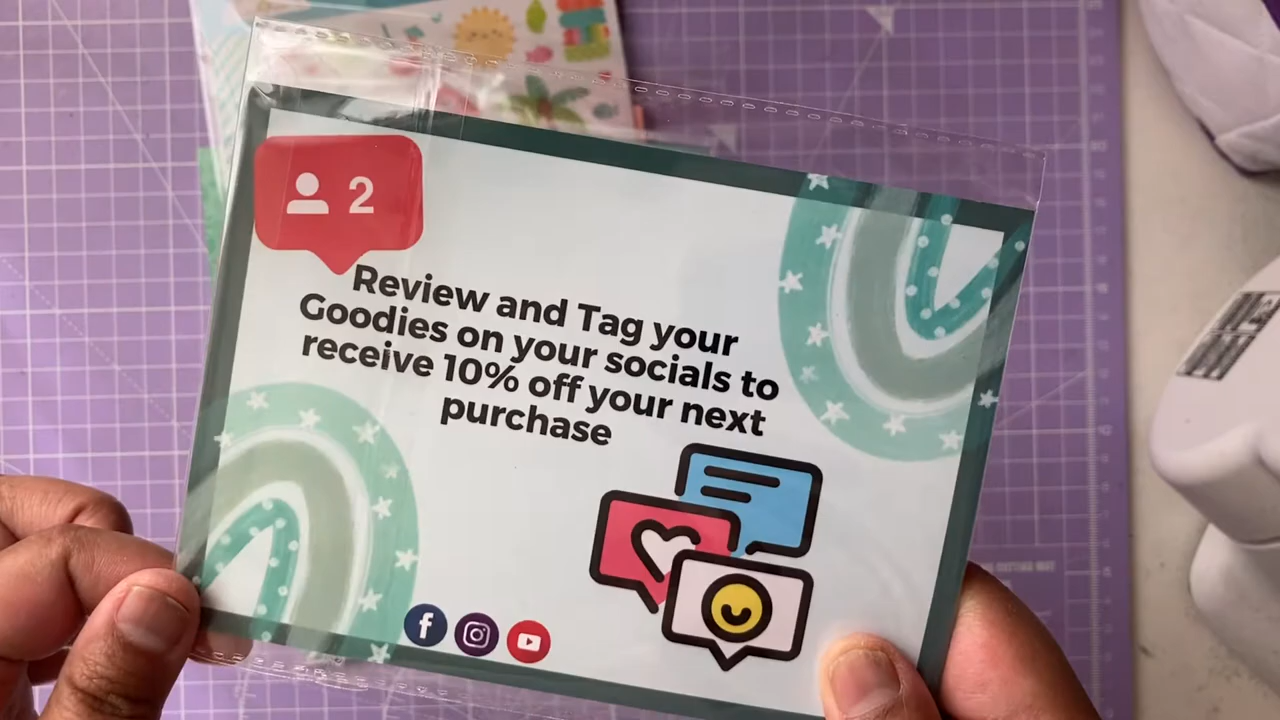 2
Review and Tag your
Goodies on your socials to
receive 10% off your next
purchase
f